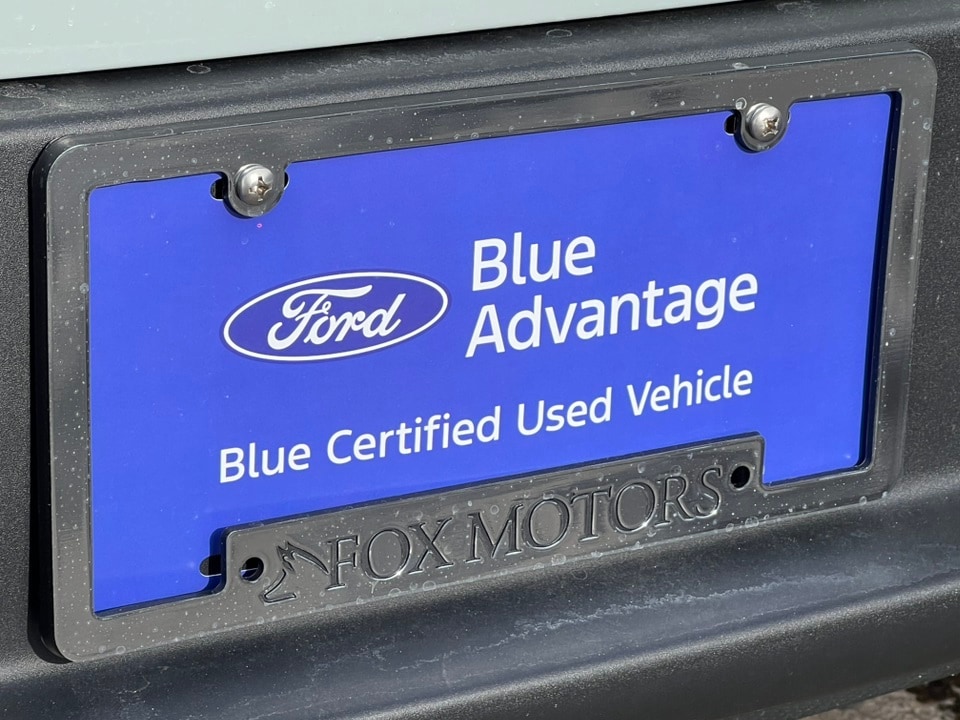 Ford
Blue
Advantage
Blue Certified Used Vehicle
FOX MOTORS